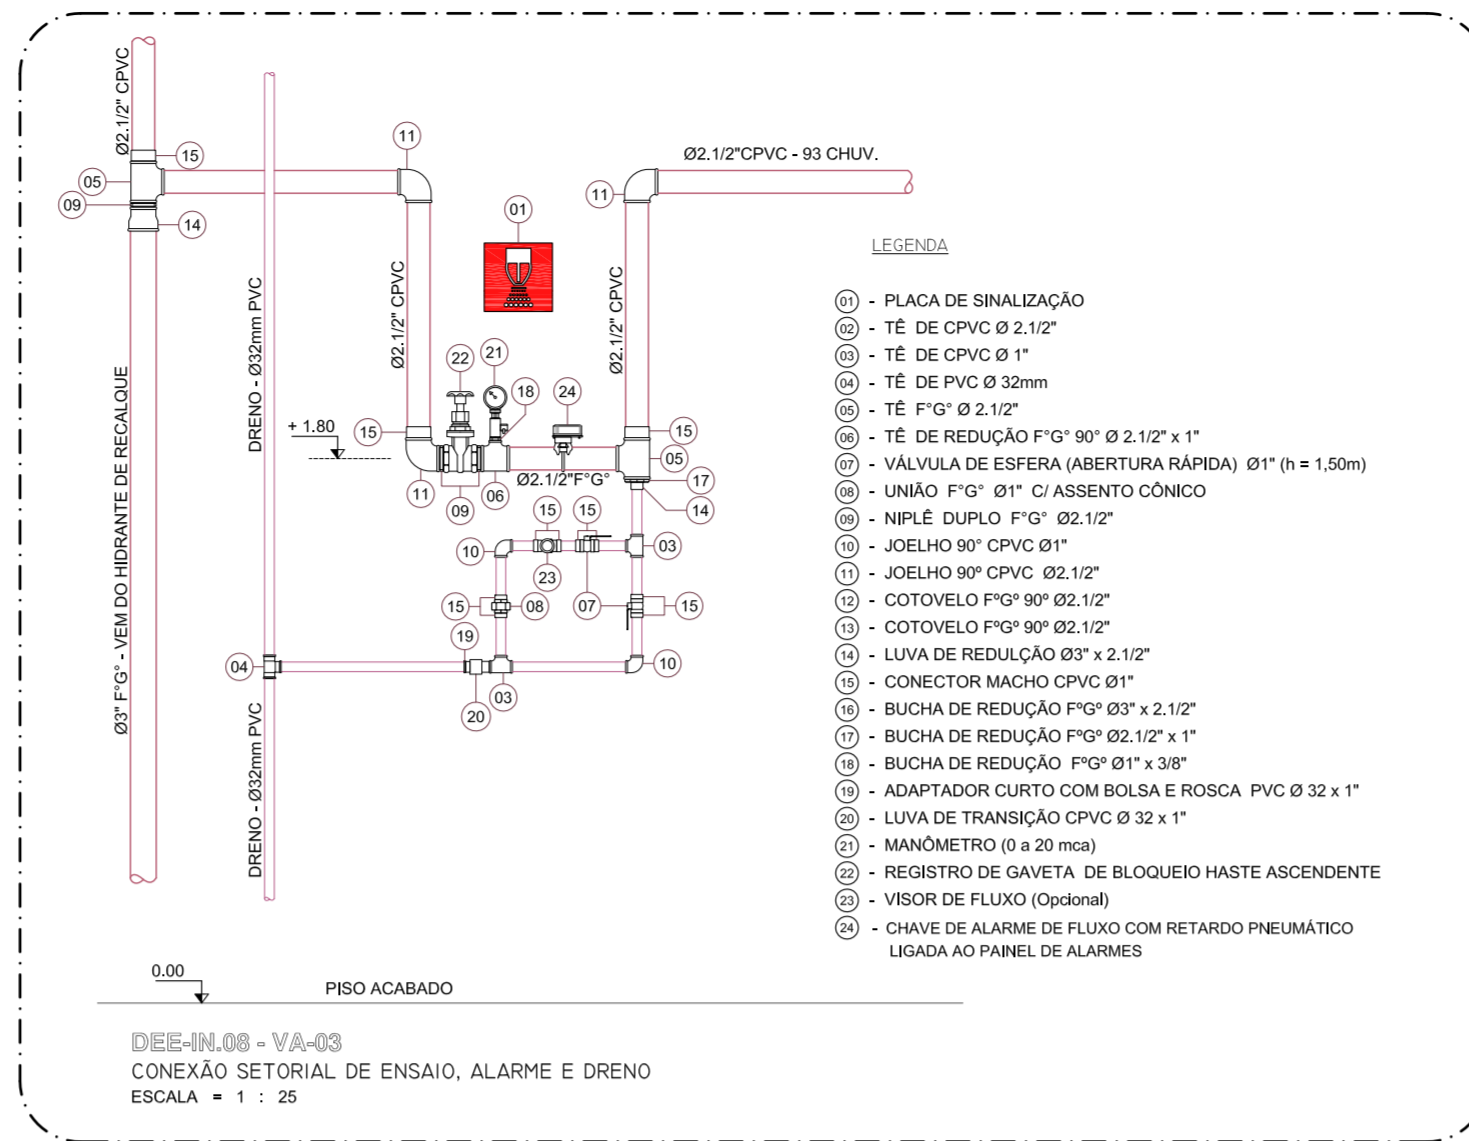 Ø2.1/2" CPVC
15
05
09
14
11
01
Ø2.1/2"CPVC - 93 CHUV.
11
DRENO - Ø32mm PVC
Ø2.1/2" CPVC
Ø2.1/2" CPVC
Ø3" F°G° - VEM DO HIDRANTE DE RECALQUE
22
21
18
24
+ 1.80
15
15
05
11
09
06
Ø2.1/2"F°G°
17
14
15
15
10
03
23
15
08
07
15
19
04
10
03
20
DRENO - Ø32mm PVC
LEGENDA
01 - PLACA DE SINALIZAÇÃO
02 - TÊ DE CPVC Ø 2.1/2"
03 - TÊ DE CPVC Ø 1"
04 - TÊ DE PVC Ø 32mm
05 - TÊ F°G° Ø 2.1/2"
06 - TÊ DE REDUÇÃO F°G° 90° Ø 2.1/2" x 1"
07 - VÁLVULA DE ESFERA (ABERTURA RÁPIDA) Ø1" (h = 1,50m)
08 - UNIÃO F°G° Ø1" C/ ASSENTO CÔNICO
09 - NIPLÊ DUPLO F°G° Ø2.1/2"
10 - JOELHO 90° CPVC Ø1"
11 - JOELHO 90º CPVC Ø2.1/2"
12 - COTOVELO FºGº 90º Ø2.1/2"
13 - COTOVELO FºGº 90º Ø2.1/2"
14 - LUVA DE REDULÇÃO Ø3" x 2.1/2"
15 - CONECTOR MACHO CPVC Ø1"
16 - BUCHA DE REDUÇÃO FºGº Ø3" x 2.1/2"
17 - BUCHA DE REDUÇÃO FºGº Ø2.1/2" x 1"
18 - BUCHA DE REDUÇÃO FºGº Ø1" x 3/8"
19 - ADAPTADOR CURTO COM BOLSA E ROSCA PVC Ø 32 x 1"
20 - LUVA DE TRANSIÇÃO CPVC Ø 32 x 1"
21 - MANÔMETRO (0 a 20 mca)
22 - REGISTRO DE GAVETA DE BLOQUEIO HASTE ASCENDENTE
23 - VISOR DE FLUXO (Opcional)
24 - CHAVE DE ALARME DE FLUXO COM RETARDO PNEUMÁTICO
LIGADA AO PAINEL DE ALARMES
0.00
PISO ACABADO
DEE-IN.08 - VA-03
CONEXÃO SETORIAL DE ENSAIO, ALARME E DRENO
ESCALA = 1 : 25